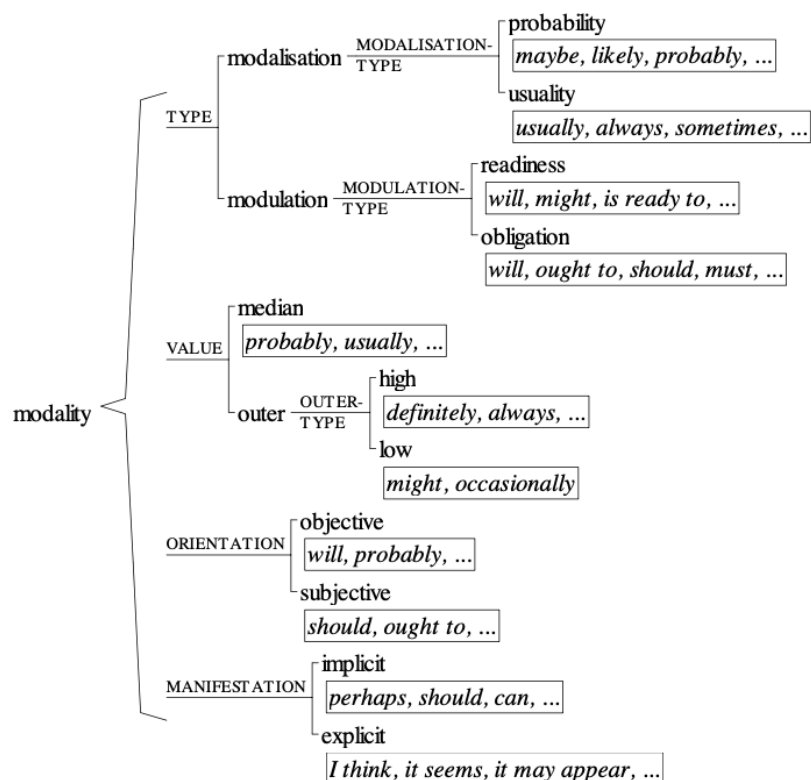 probability
modalisation MODALISATION-TYPE
maybe, likely, probably, ...
usuality
TYPE
usually, always, sometimes, ...
readiness
modulation MODULATION-TYPE
will, might, is ready to, ...
obligation
will, ought to, should, must, ...
median
VALUE
probably, usually, ...
high
modality
outer OUTER-TYPE
definitely, always, ...
low
might, occasionally
objective
ORIENTATION
will, probably, ...
subjective
should, ought to, ...
implicit
MANIFESTATION
perhaps, should, can, ...
explicit
I think, it seems, it may appear, ...